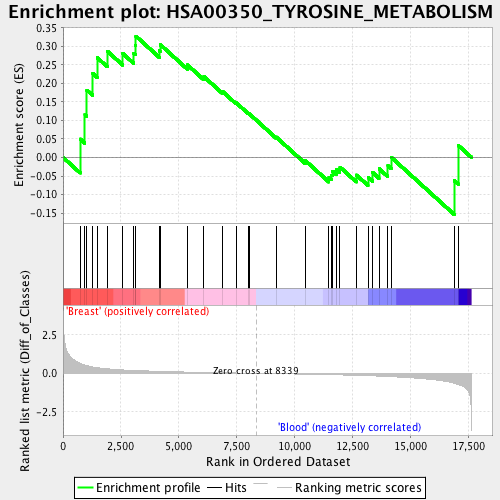 Enrichment plot: HSA00350_TYROSINE_METABOLISM
Enrichment score (ES)
0.35
0.30
0.25
0.20
0.15
0.10
0.05
0.00
-0.05
-0.10
-0.15
'Breast' (positively correlated)
Ranked list metric (Diff_of_Classes)
2.5
0.0
-2.5
Zero cross at 8339
'Blood' (negatively correlated)
0 2,500 5,000 7,500 10,000 12,500 15,000 17,500
Rank in Ordered Dataset
Enrichment profile Hits Ranking metric scores